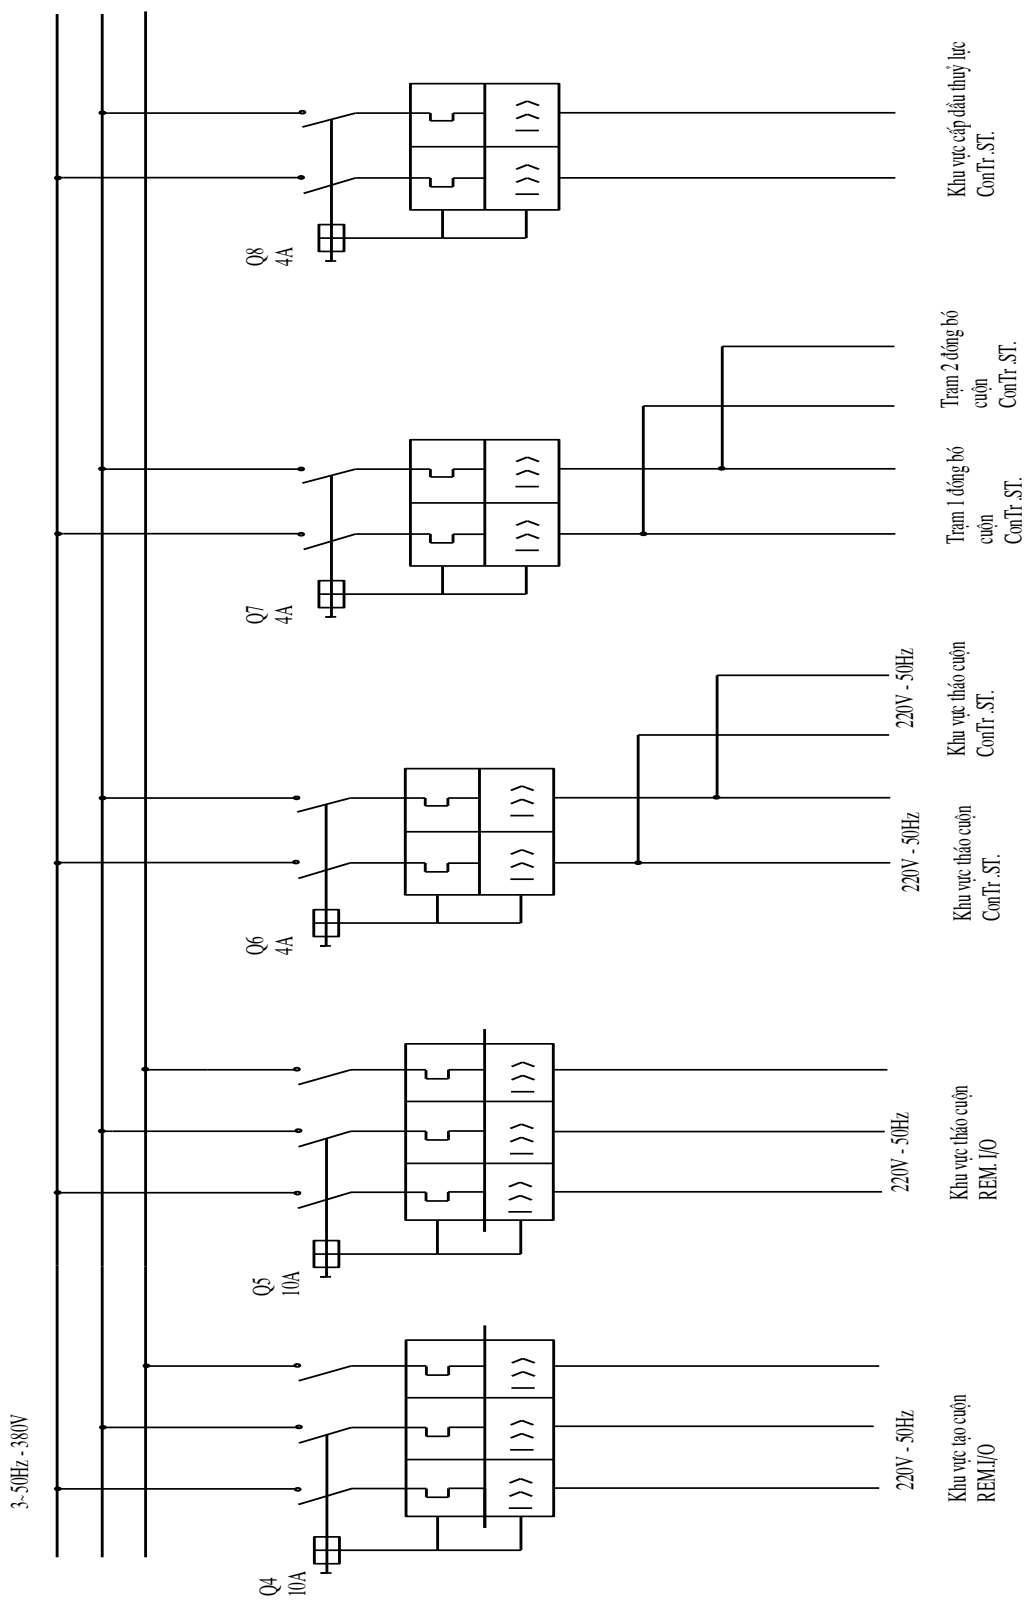 3~50Hz - 380V
Q4
10A
220V - 50Hz
Khu vực tạo cuộn
REM.I/O
Q5
10A
220V - 50Hz
Khu vực tháo cuộn
REM. I/O
Q6
4A
220V - 50Hz
Khu vực tháo cuộn
ConTr .ST.
220V - 50Hz
Khu vực tháo cuộn
ConTr .ST.
Q7
4A
Trạm 1 đóng bó
cuộn
ConTr .ST.
Trạm 2 đóng bó
cuộn
ConTr .ST.
Q8
4A
Khu vực cấp dầu thuỷ lực
ConTr .ST.